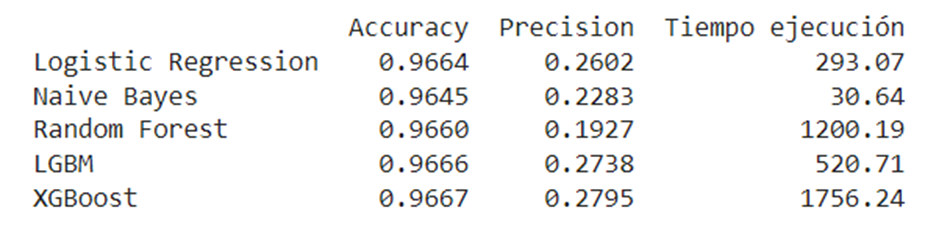 Accuracy Precision Tiempo ejecución
Logistic Regression 0.9664 0.2602 293.07
Naive Bayes 0.9645 0.2283 30.64
Random Forest 0.9660 0.1927 1200.19
LGBM 0.9666 0.2738 520.71
XGBoost 0.9667 0.2795 1756.24